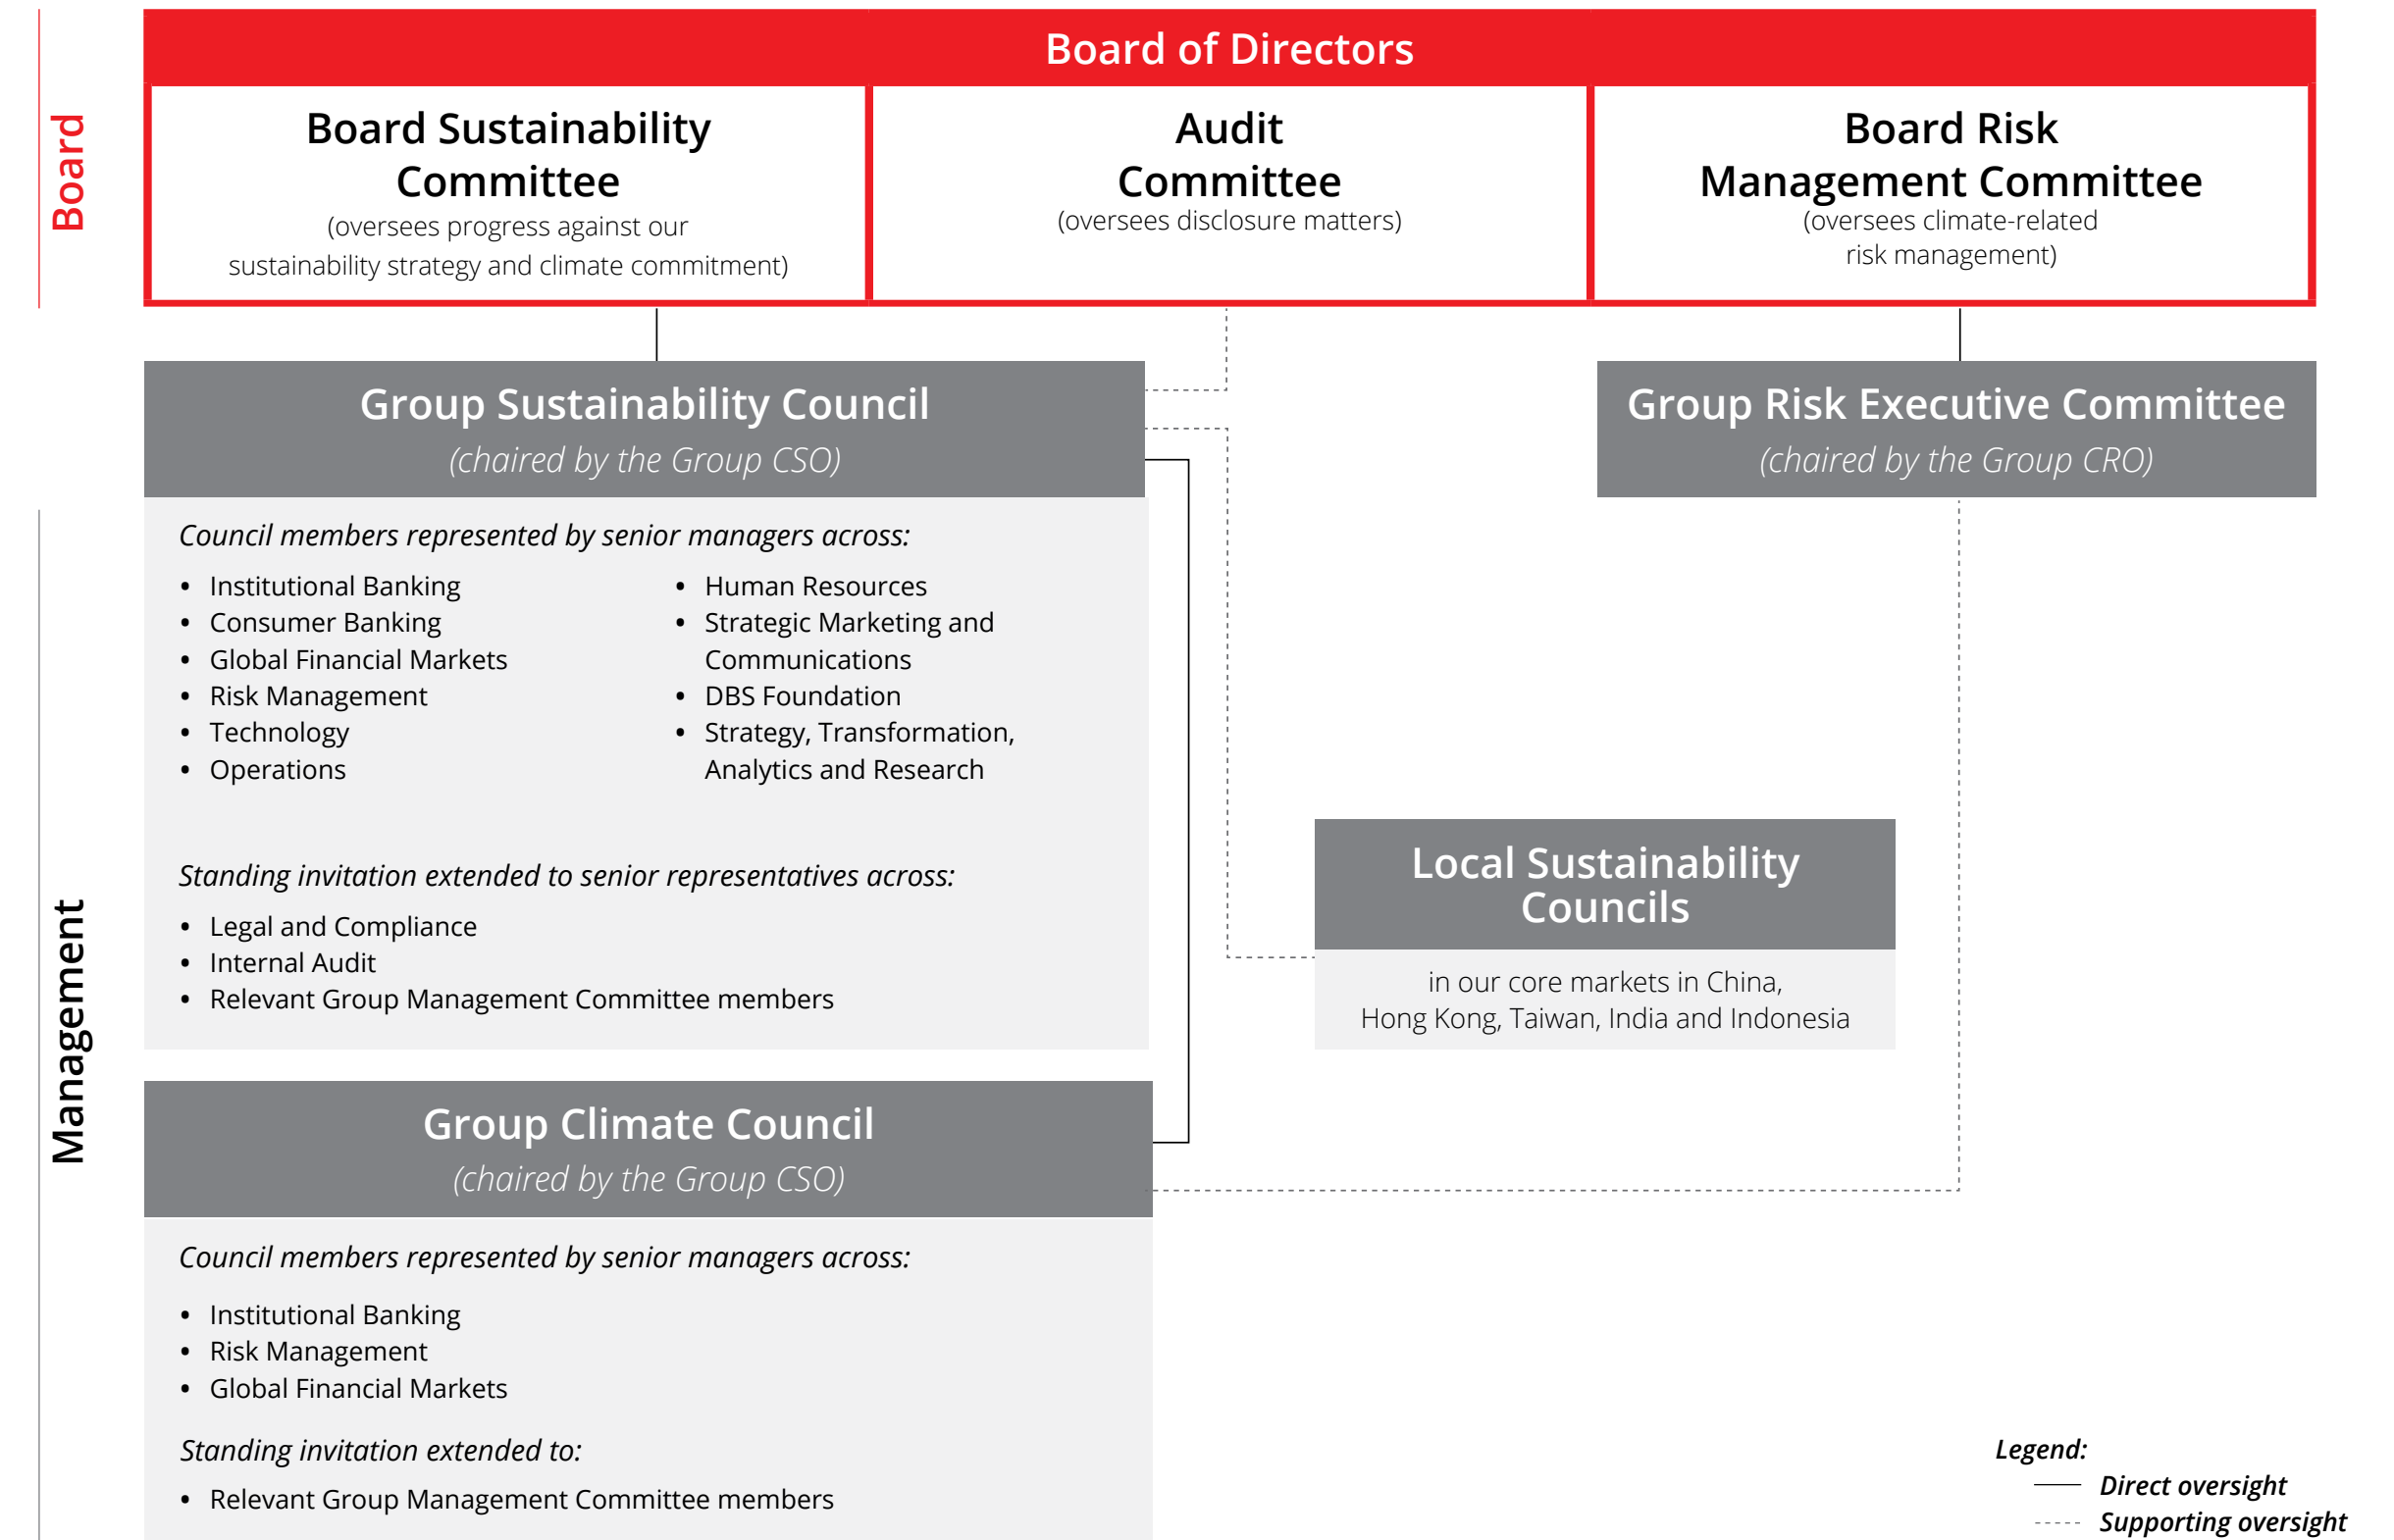 Board
Board of Directors
Board Sustainability
Committee
(oversees progress against our
sustainability strategy and climate commitment)
Audit
Committee
(oversees disclosure matters)
Board Risk
Management Committee
(oversees climate-related
risk management)
Management
Group Sustainability Council
(chaired by the Group CSO)
Council members represented by senior managers across:
• Institutional Banking
• Consumer Banking
• Global Financial Markets
• Risk Management
• Technology
• Operations
• Human Resources
• Strategic Marketing and
Communications
• DBS Foundation
• Strategy, Transformation,
Analytics and Research
Standing invitation extended to senior representatives across:
• Legal and Compliance
• Internal Audit
• Relevant Group Management Committee members
Group Risk Executive Committee
(chaired by the Group CRO)
Local Sustainability
Councils
in our core markets in China,
Hong Kong, Taiwan, India and Indonesia
Group Climate Council
(chaired by the Group CSO)
Council members represented by senior managers across:
• Institutional Banking
• Risk Management
• Global Financial Markets
Standing invitation extended to:
• Relevant Group Management Committee members
Legend:
Direct oversight
Supporting oversight